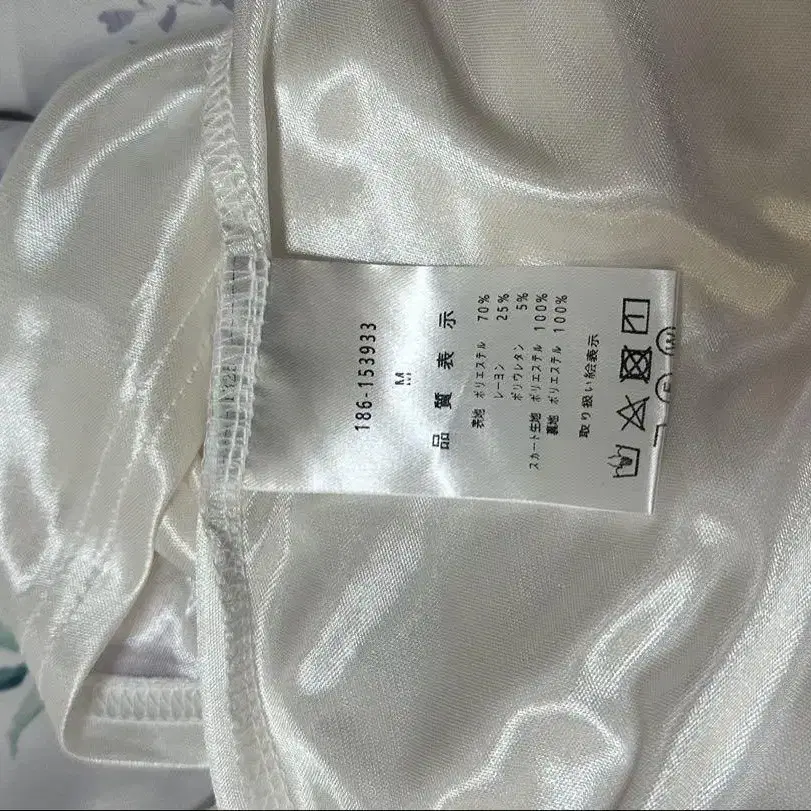 186-153933
M
品質表示
表地 ポリエステル 70%
レーヨン 25%
ポリウレタン 5%
スカート生地 ポリエステル 100%
裏地 ポリエステル 100%
取り扱い絵表示